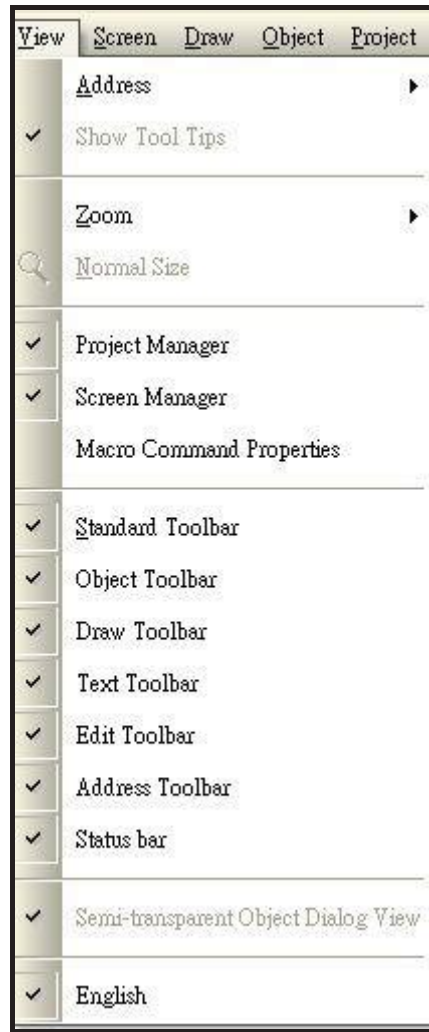 View Screen Draw Object Project
Address
Show Tool Tips
Zoom
Normal Size
Project Manager
Screen Manager
Macro Command Properties
Standard Toolbar
Object Toolbar
Draw Toolbar
Text Toolbar
Edit Toolbar
Address Toolbar
Status bar
Semi-transparent Object Dialog View
English